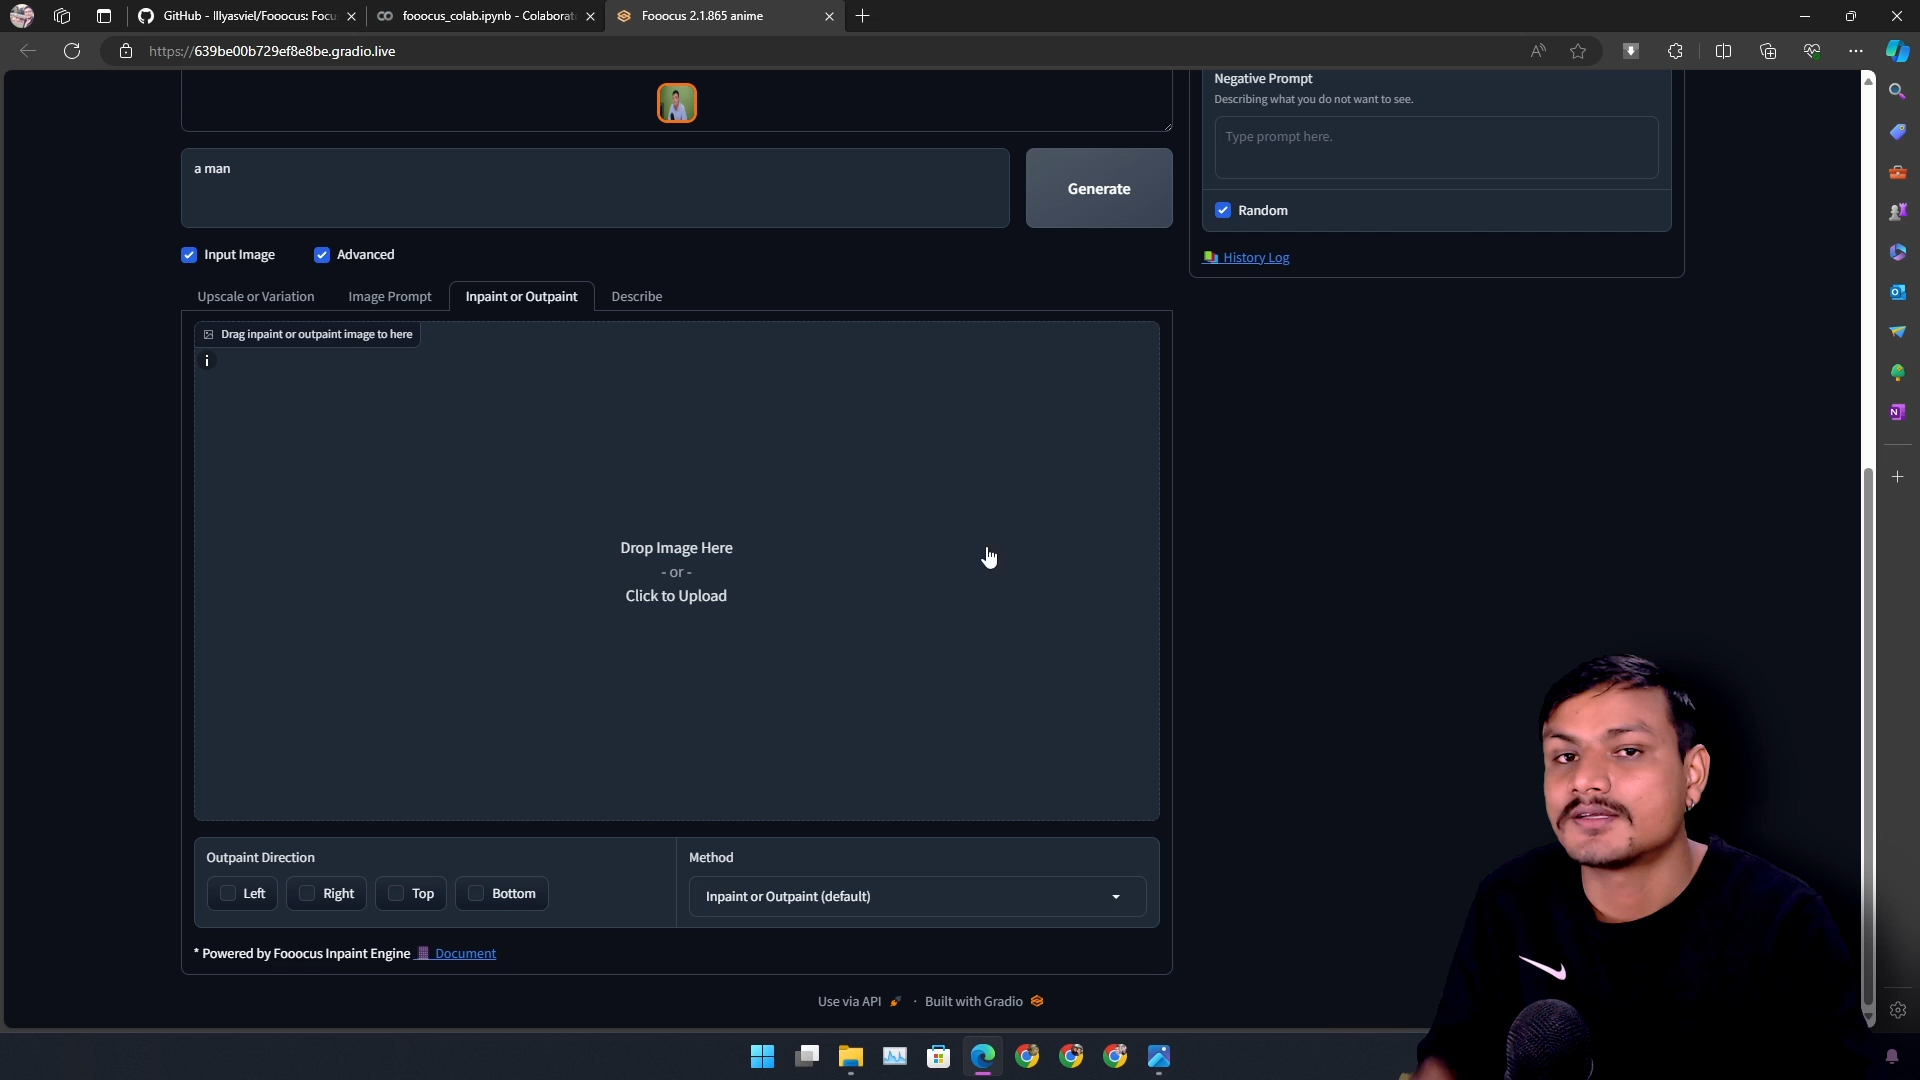 GitHub - lllyasviel/Fooocus: Focu
fooocus_colab.ipynb - Colaborat
Fooocus 2.1.865 anime
https://639be00b729ef8e8be.gradio.live
Negative Prompt
Describing what you do not want to see.
Type prompt here.
a man
Generate
Random
Input Image
Advanced
History Log
Upscale or Variation
Image Prompt
Inpaint or Outpaint
Describe
Drag inpaint or outpaint image to here
i
Drop Image Here
- or -
Click to Upload
Outpaint Direction
Method
Left
Right
Top
Bottom
Inpaint or Outpaint (default)
* Powered by Fooocus Inpaint Engine Document
Use via API · Built with Gradio